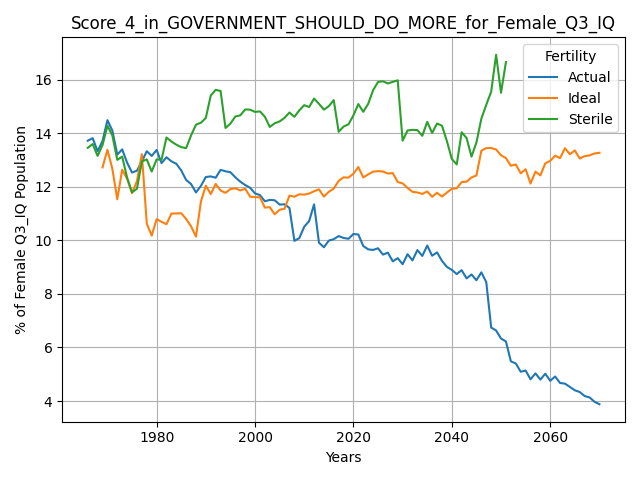 Score_4_in_GOVERNMENT_SHOULD_DO_MORE_for_Female_Q3_IQ
Fertility
Actual
Ideal
Sterile
% of Female Q3_IQ Population
16
14
12
10
8
6
4
1980
2000
2020
2040
2060
Years